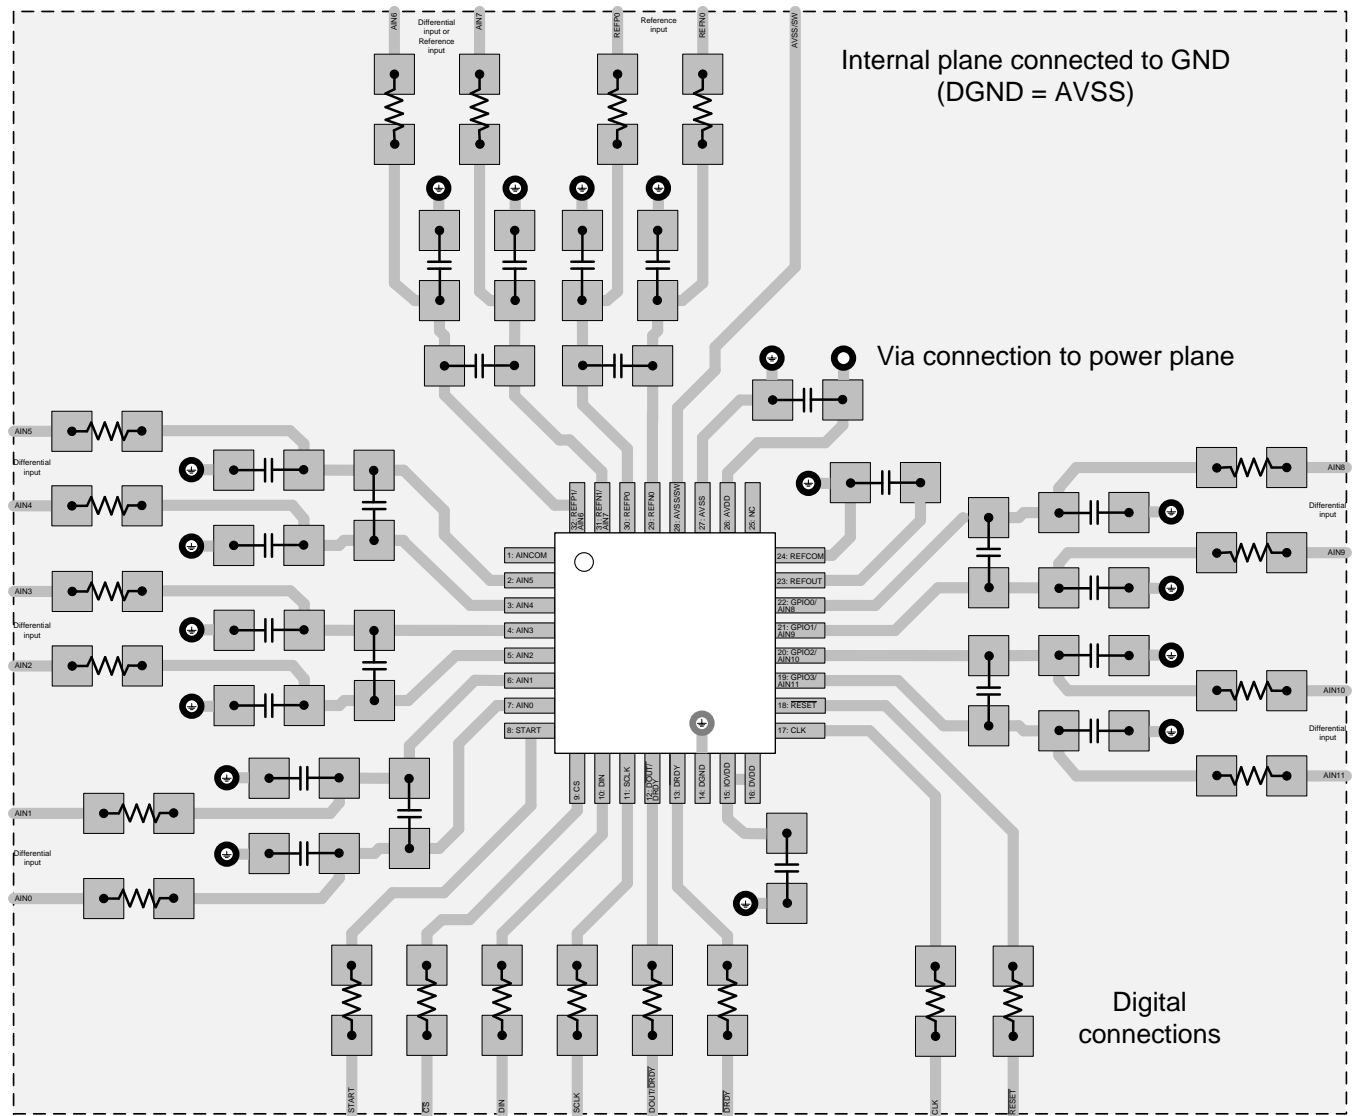 AIN6
Differential
input or
Reference
input
AIN7
REFP0
Reference
input
REFN0
AVSS/SW
Internal plane connected to GND
(DGND = AVSS)
Via connection to power plane
AIN5
Differential
input
AIN4
AIN3
Differential
input
AIN2
AIN1
Differential
input
AIN0
32: REFP1/
AIN6
31: REFN1/
AIN7
30: REFP0
29: REFN0
28: AVSS/SW
27: AVSS
26: AVDD
25: NC
1: AINCOM
2: AIN5
3: AIN4
4: AIN3
5: AIN2
6: AIN1
7: AIN0
8: START
24: REFCOM
23: REFOUT
22: GPIO0/
AIN8
21: GPIO1/
AIN9
20: GPIO2/
AIN10
19: GPIO3/
AIN11
18: RESET
17: CLK
9: CS
10: DIN
11: SCLK
12: DOUT/
DRDY
13: DRDY
14: DGND
15: IOVDD
16: DVDD
AIN8
Differential
input
AIN9
AIN10
Differential
input
AIN11
Digital
connections
START
CS
DIN
SCLK
DOUT/DRDY
DRDY
CLK
RESET